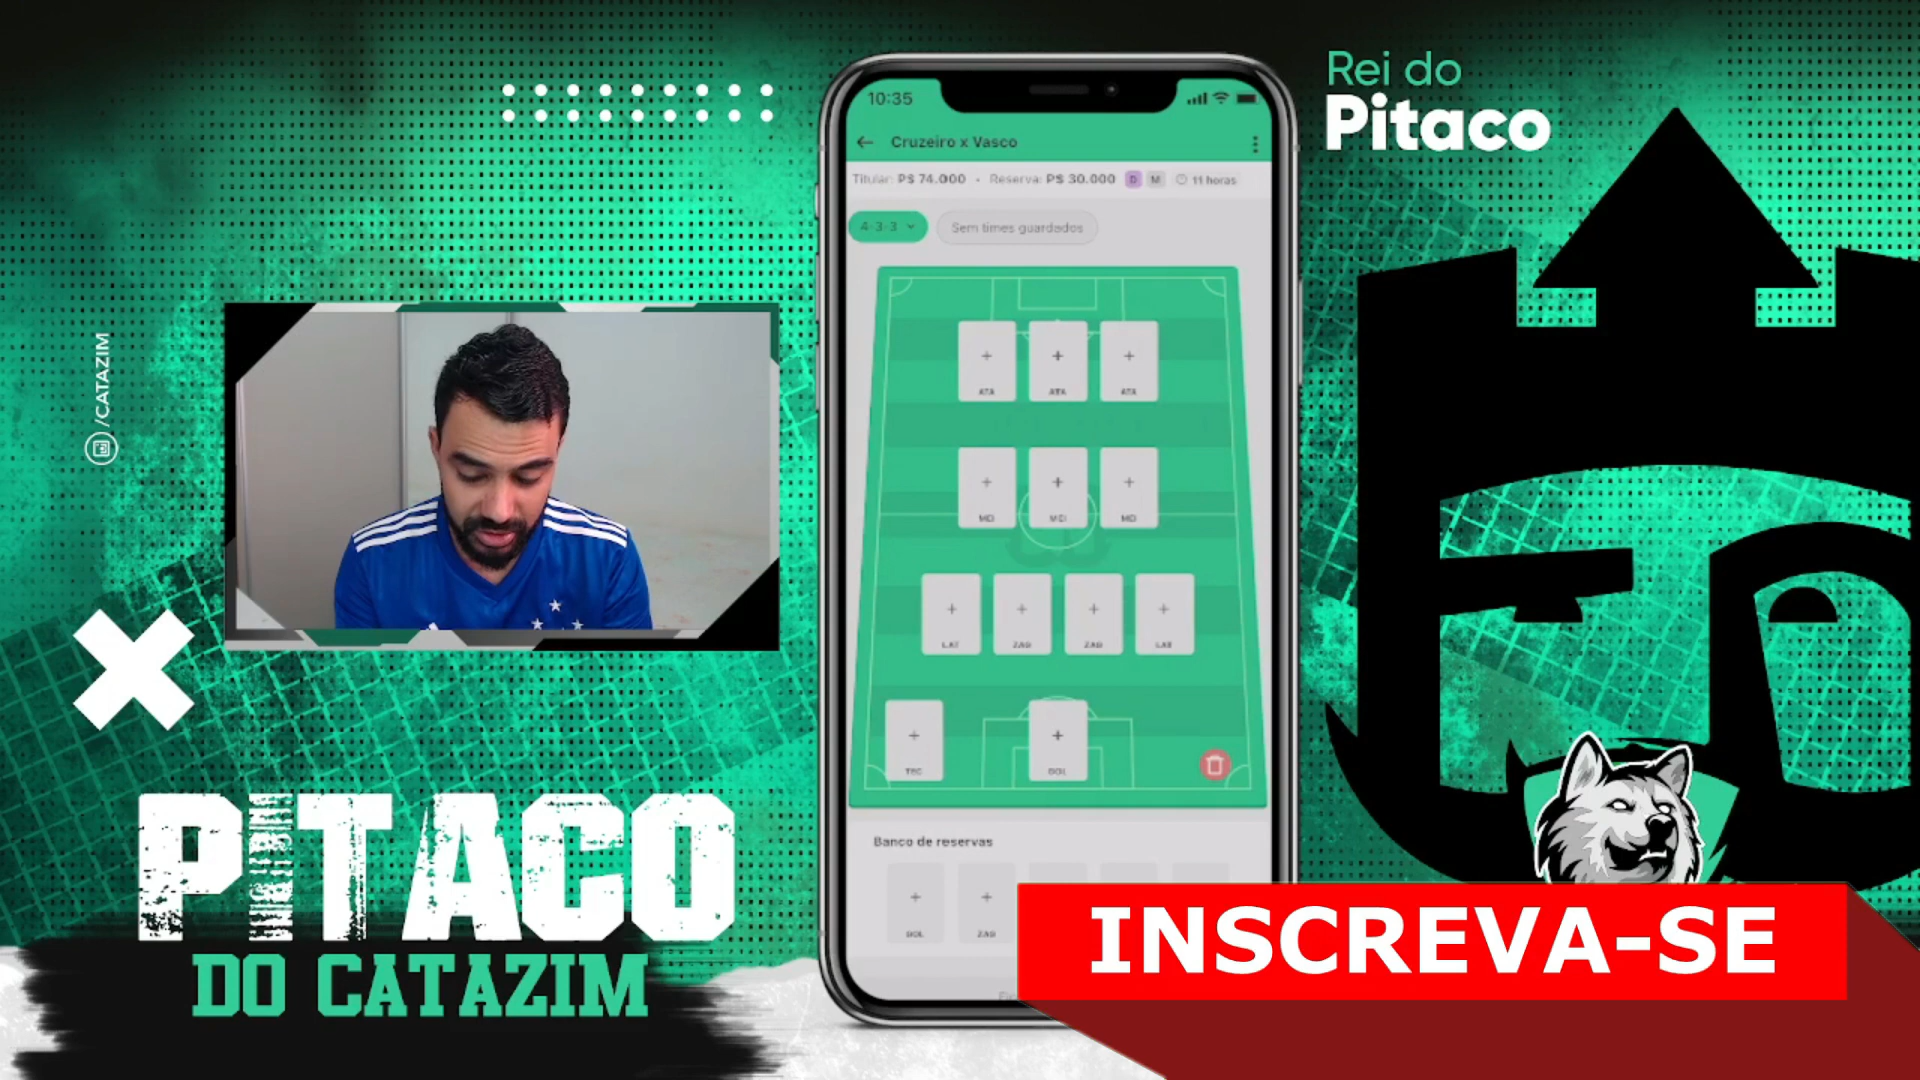 Rei do
Pitaco
10:35
Cruzeiro x Vasco
Titular: P$ 74.000 • Reserva: P$ 30.000 D M 11 horas
4-3-3
Sem times guardados
ATA ATA ATA
MEI MEI MEI
LAT ZAG ZAG LAT
TEC GOL
Banco de reservas
GOL ZAG
/CATAZIM
PITACO
DO CATAZIM
INSCREVA-SE